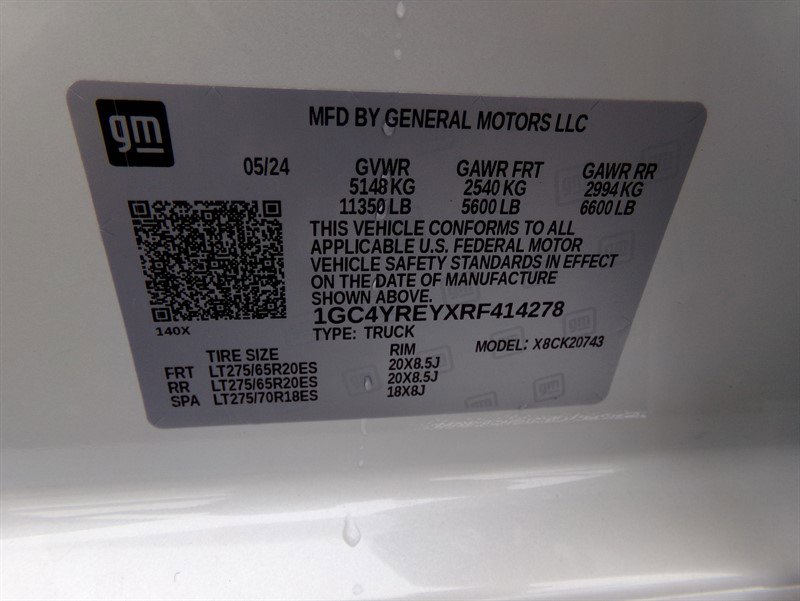 gm
MFD BY GENERAL MOTORS LLC
05/24 GVWR GAWR FRT GAWR RR
5148 KG 2540 KG 2994 KG
11350 LB 5600 LB 6600 LB
THIS VEHICLE CONFORMS TO ALL
APPLICABLE U.S. FEDERAL MOTOR
VEHICLE SAFETY STANDARDS IN EFFECT
ON THE DATE OF MANUFACTURE
SHOWN ABOVE.
1GC4YREYXRF414278
140X
TYPE: TRUCK
MODEL: X8CK20743
TIRE SIZE RIM
FRT LT275/65R20ES 20X8.5J
RR LT275/65R20ES 20X8.5J
SPA LT275/70R18ES 18X8J